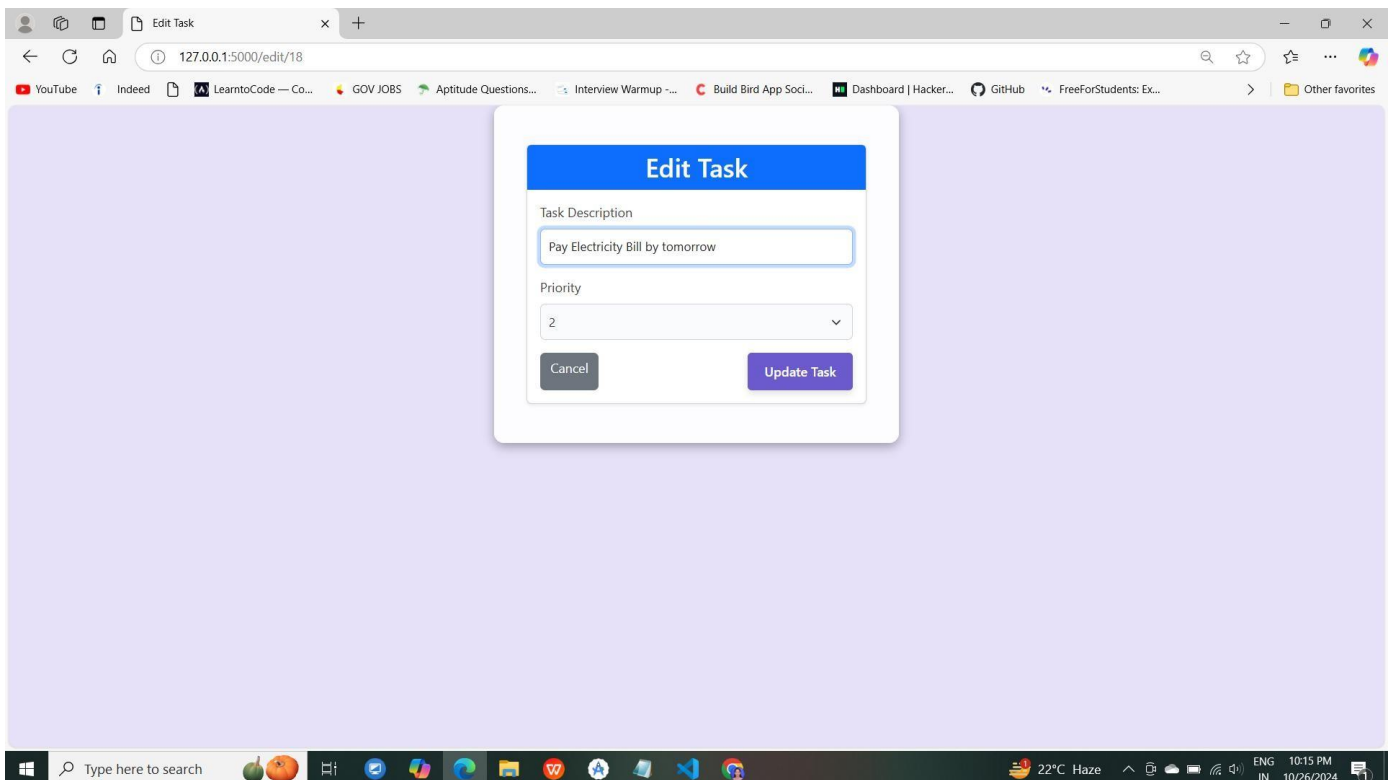 Edit Task
127.0.0.1:5000/edit/18
YouTube Indeed LearntoCode — Co... GOV JOBS Aptitude Questions... Interview Warmup -... Build Bird App Soci... Dashboard | Hacker... GitHub FreeForStudents: Ex... Other favorites
Edit Task
Task Description
Pay Electricity Bill by tomorrow
Priority
2
Cancel Update Task
Type here to search 22°C Haze ENG 10:15 PM
IN 10/26/2024